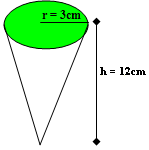 r = 3cm
h = 12cm